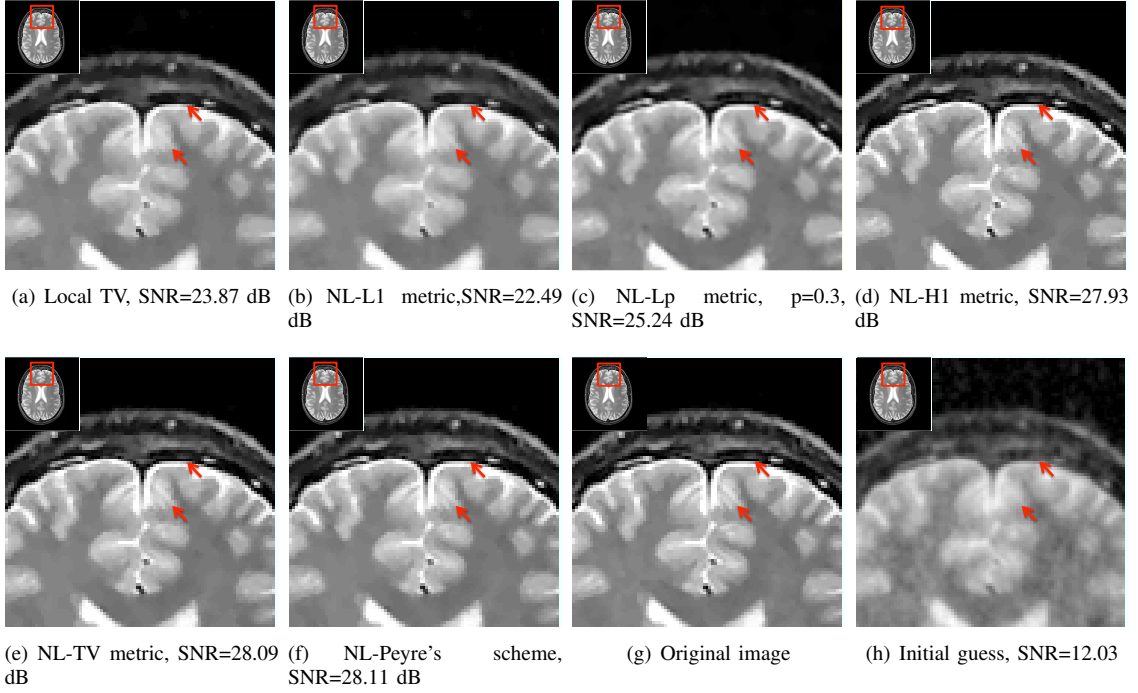 (a) Local TV, SNR=23.87 dB
(b) NL-L1 metric,SNR=22.49
dB
(c) NL-Lp metric, p=0.3,
SNR=25.24 dB
(d) NL-H1 metric, SNR=27.93
dB
(e) NL-TV metric, SNR=28.09
dB
(f) NL-Peyre's scheme,
SNR=28.11 dB
(g) Original image
(h) Initial guess, SNR=12.03